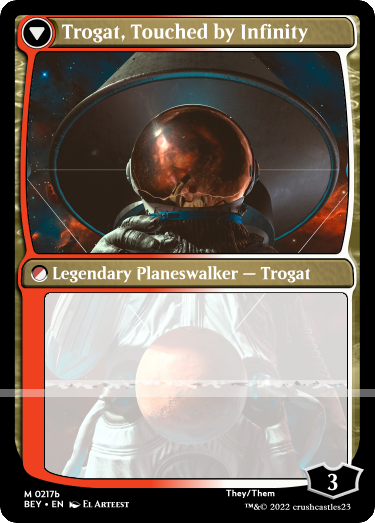 Trogat, Touched by Infinity
Legendary Planeswalker — Trogat
3
M 0217b
BEY • EN EL ARTEEST
They/Them
™&© 2022 crushcastles23